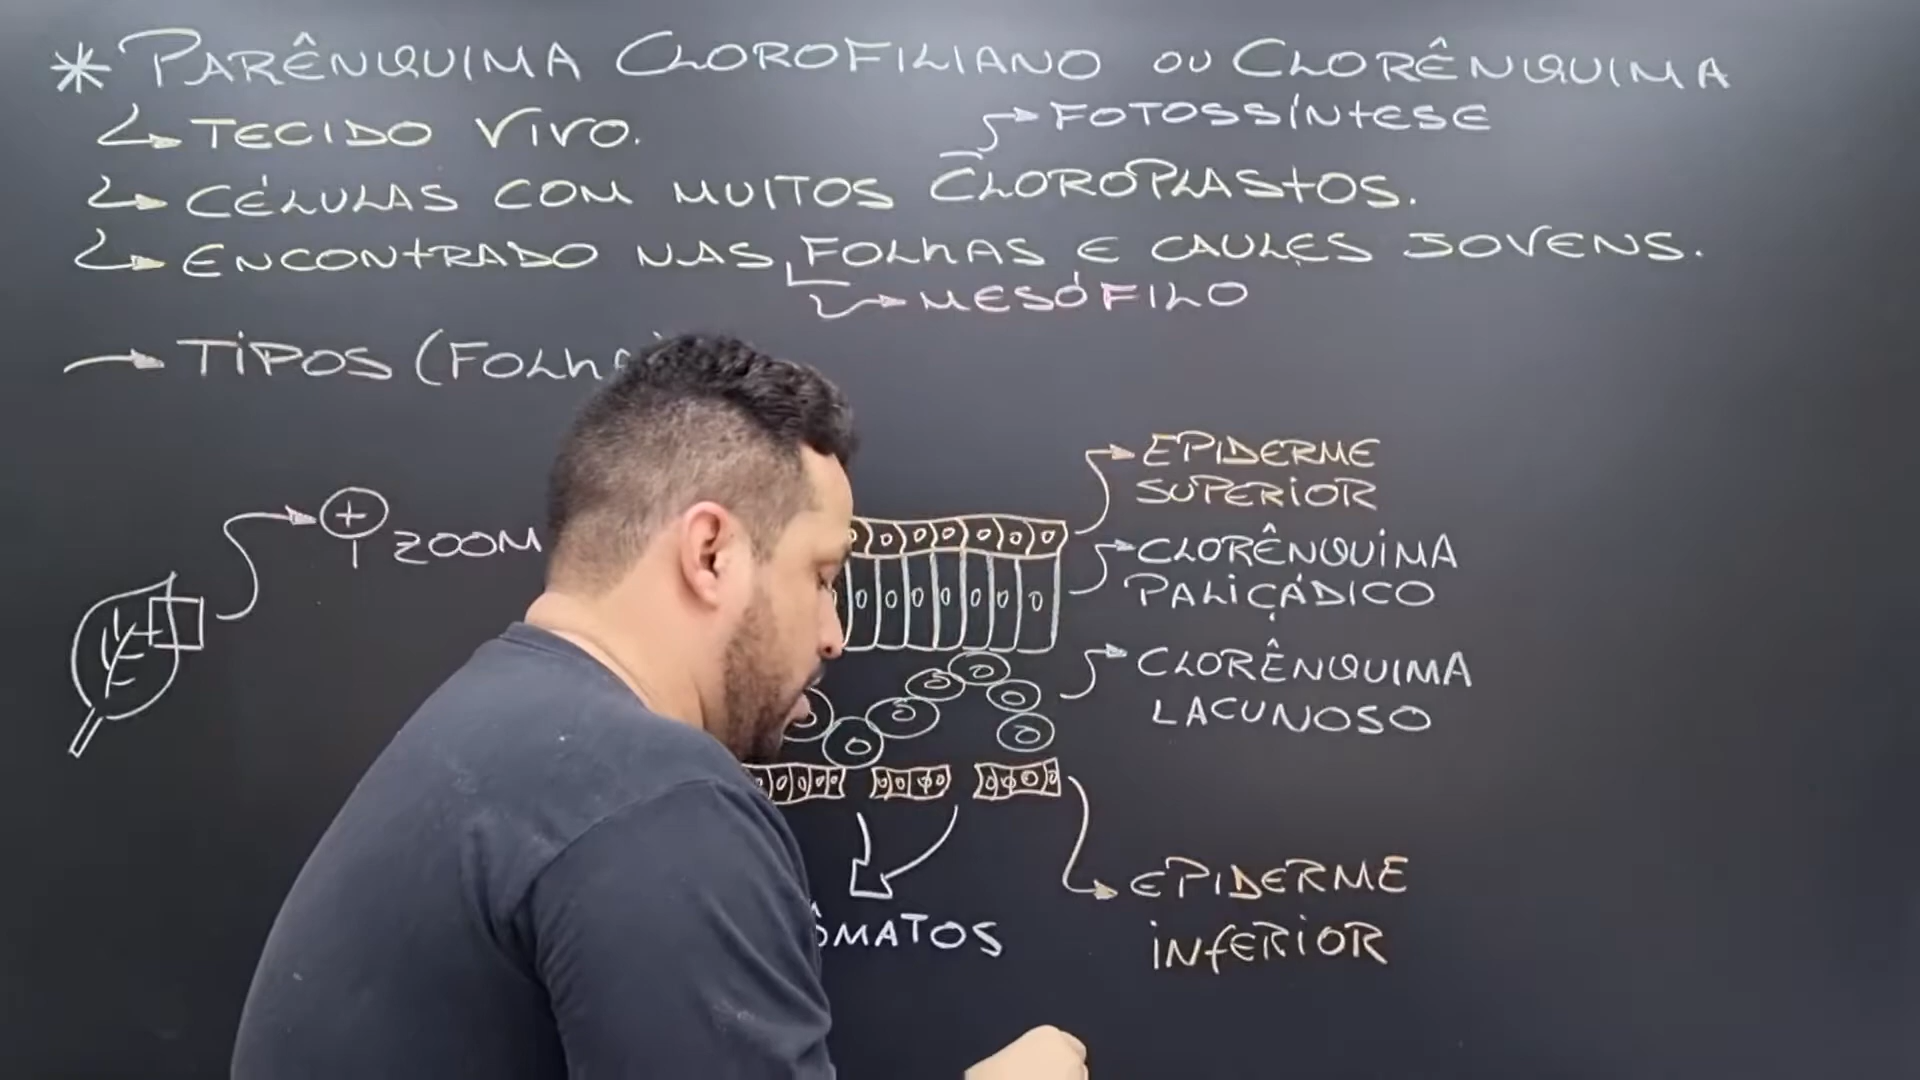 * PARÊNQUIMA CLOROFILIANO OU CLORÊNQUIMA
TECIDO VIVO.
FOTOSSÍNTESE
CÉLULAS COM MUITOS CLOROPLASTOS.
ENCONTRADO NAS FOLHAS E CAULES JOVENS.
MESÓFILO
TIPOS (FOLHA)
EPIDERME
SUPERIOR
+ ZOOM
CLORÊNQUIMA
PALIÇÁDICO
CLORÊNQUIMA
LACUNOSO
EPIDERME
INFERIOR
ÔMATOS